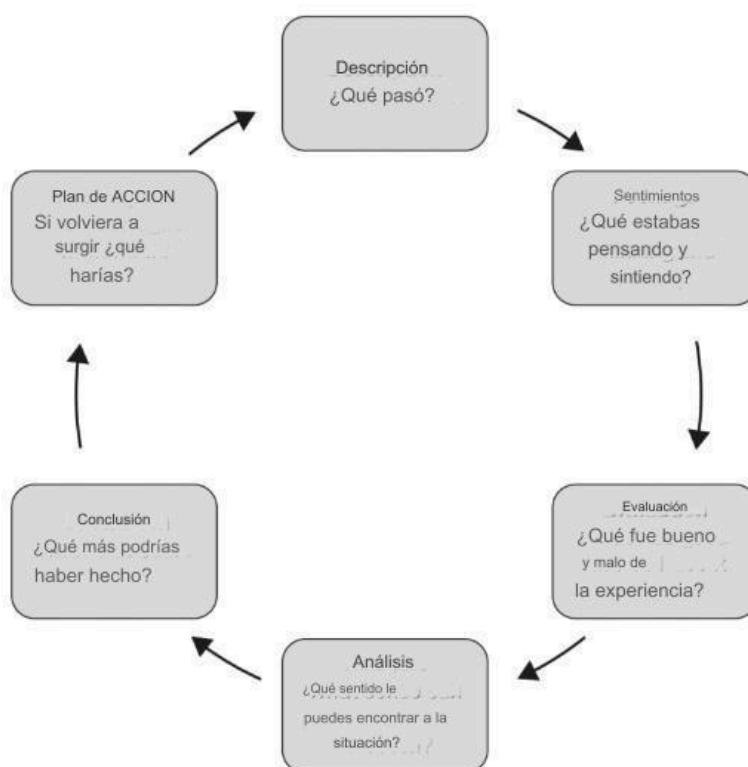 Descripción
¿Qué pasó?
Sentimientos
¿Qué estabas
pensando y
sintiendo?
Evaluación
¿Qué fue bueno
y malo de
la experiencia?
Análisis
¿Qué sentido le
puedes encontrar a la
situación?
Conclusión
¿Qué más podrías
haber hecho?
Plan de ACCION
Si volviera a
surgir ¿qué
harías?